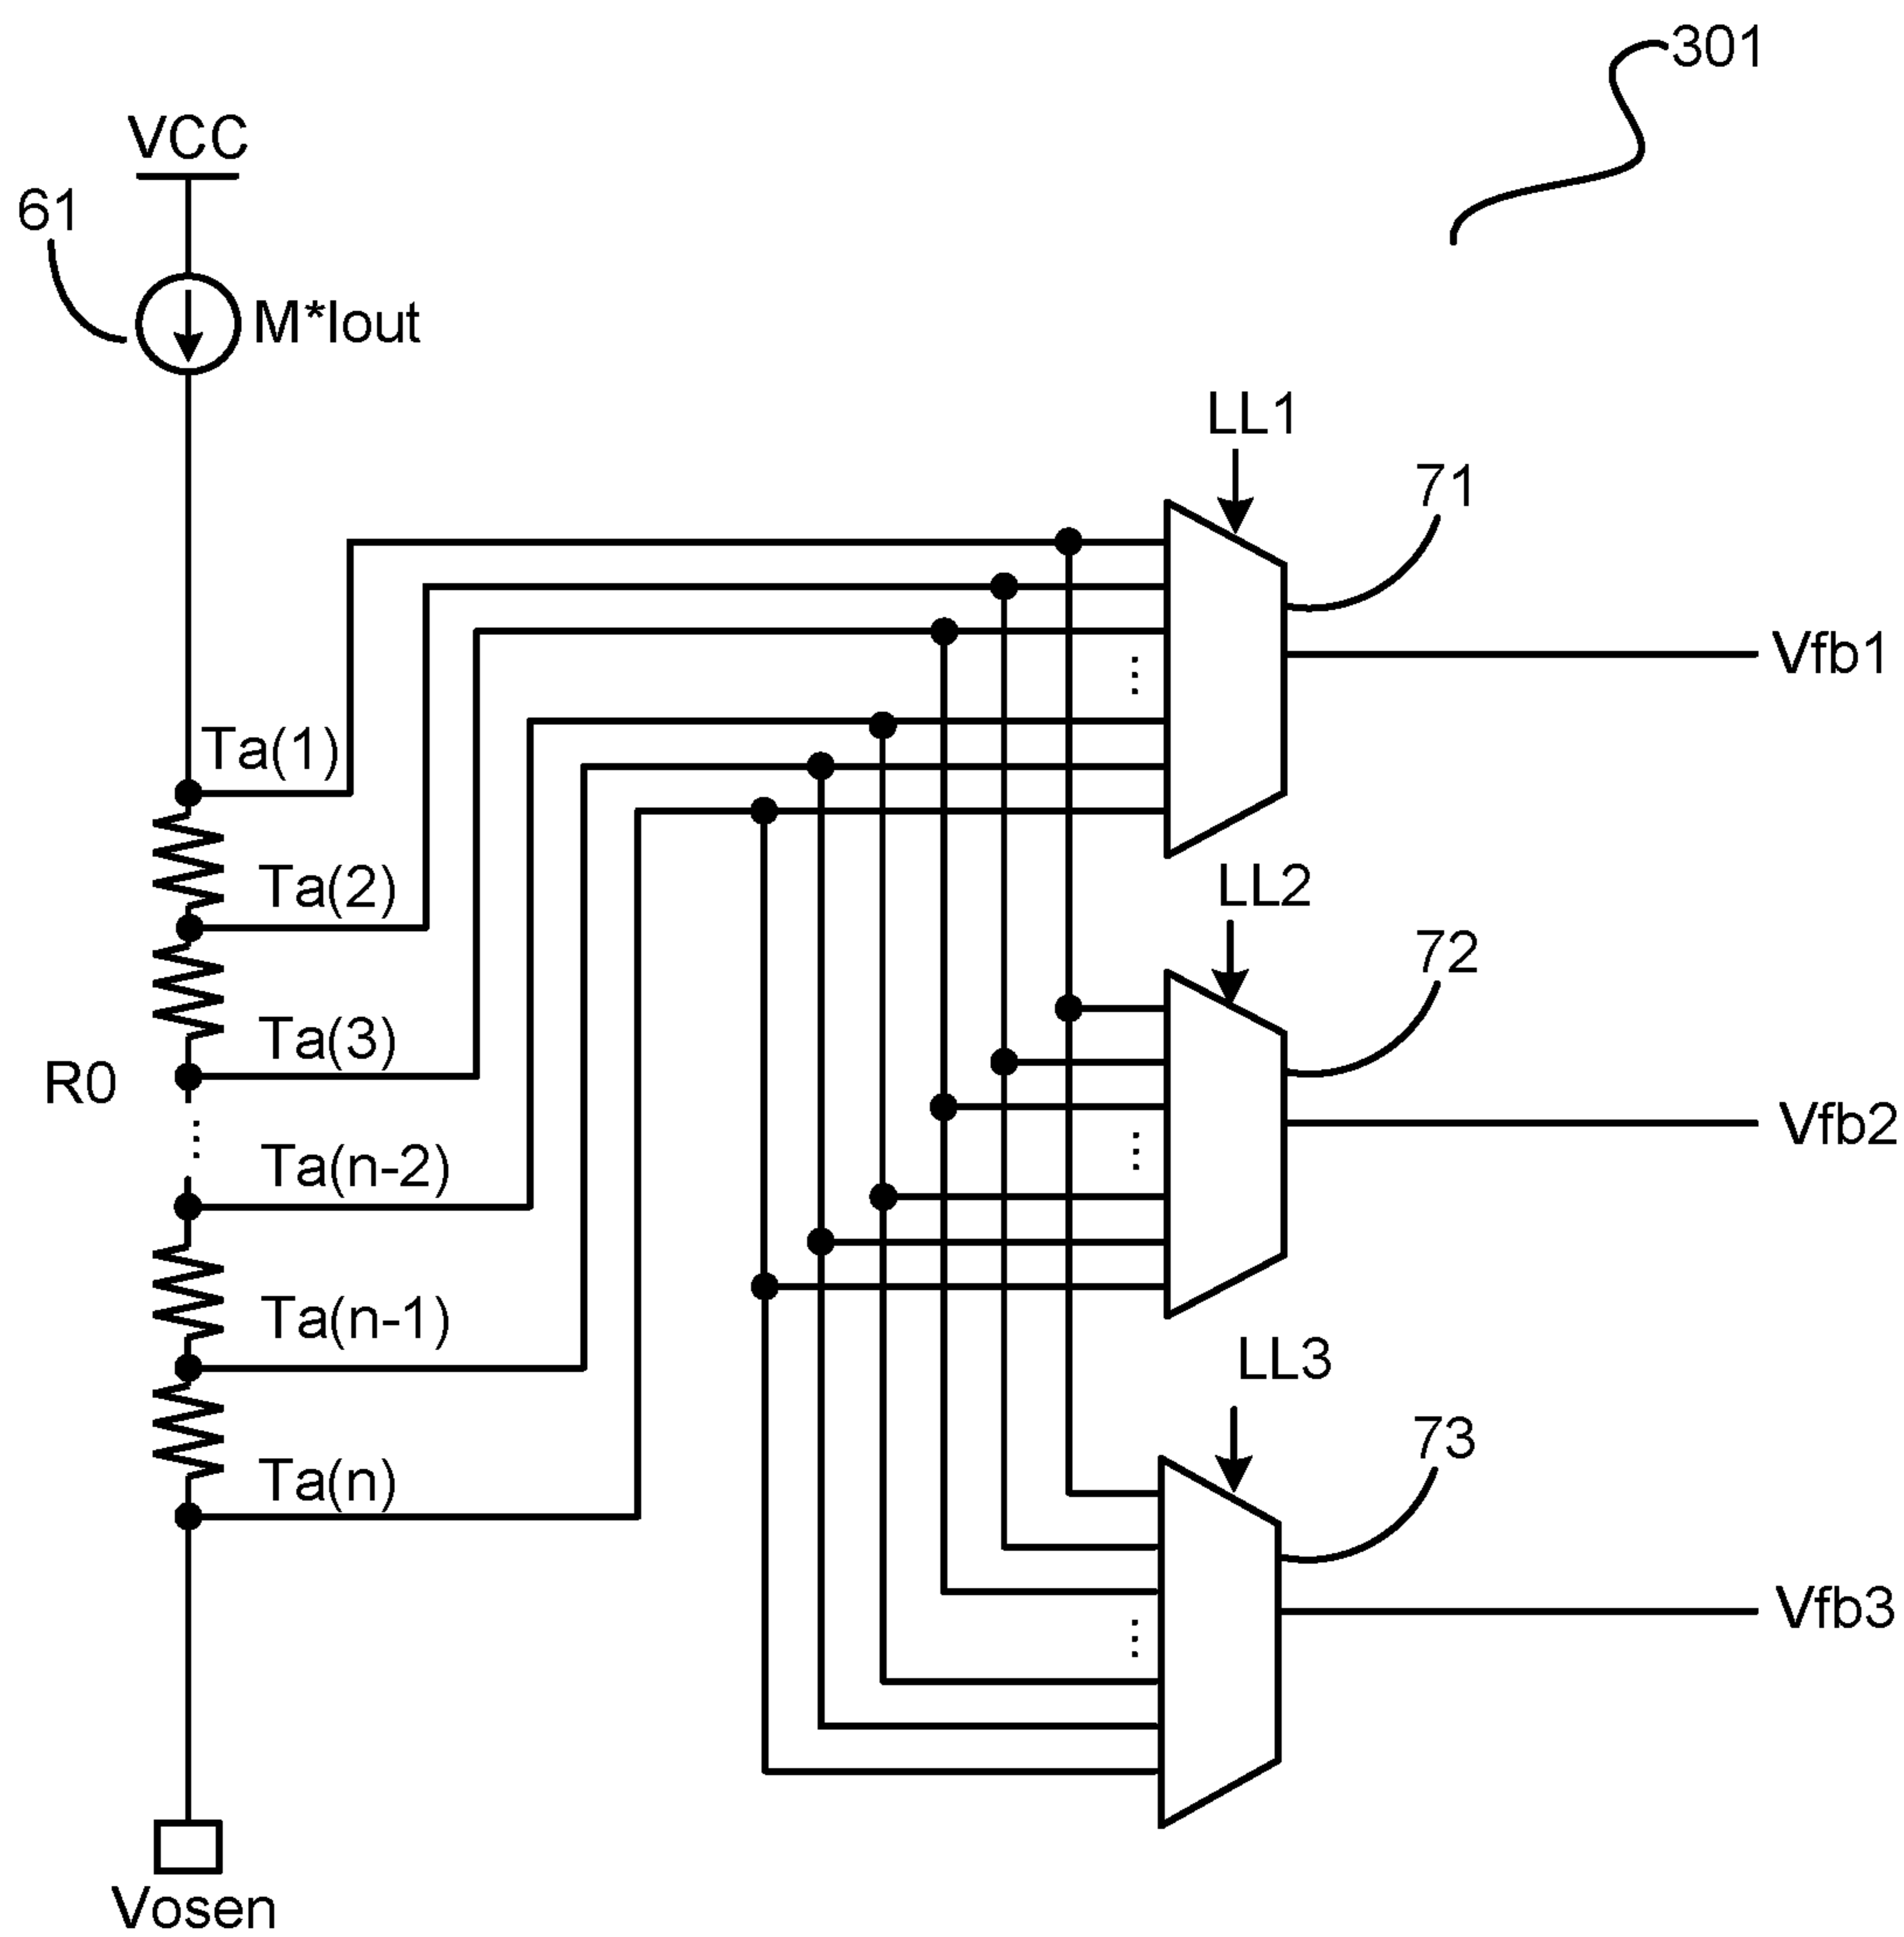 301
VCC
61
M*Iout
LL1
71
Vfb1
Ta(1)
Ta(2)
LL2
72
Ta(3)
R0
Vfb2
Ta(n-2)
Ta(n-1)
LL3
73
Ta(n)
Vfb3
Vosen